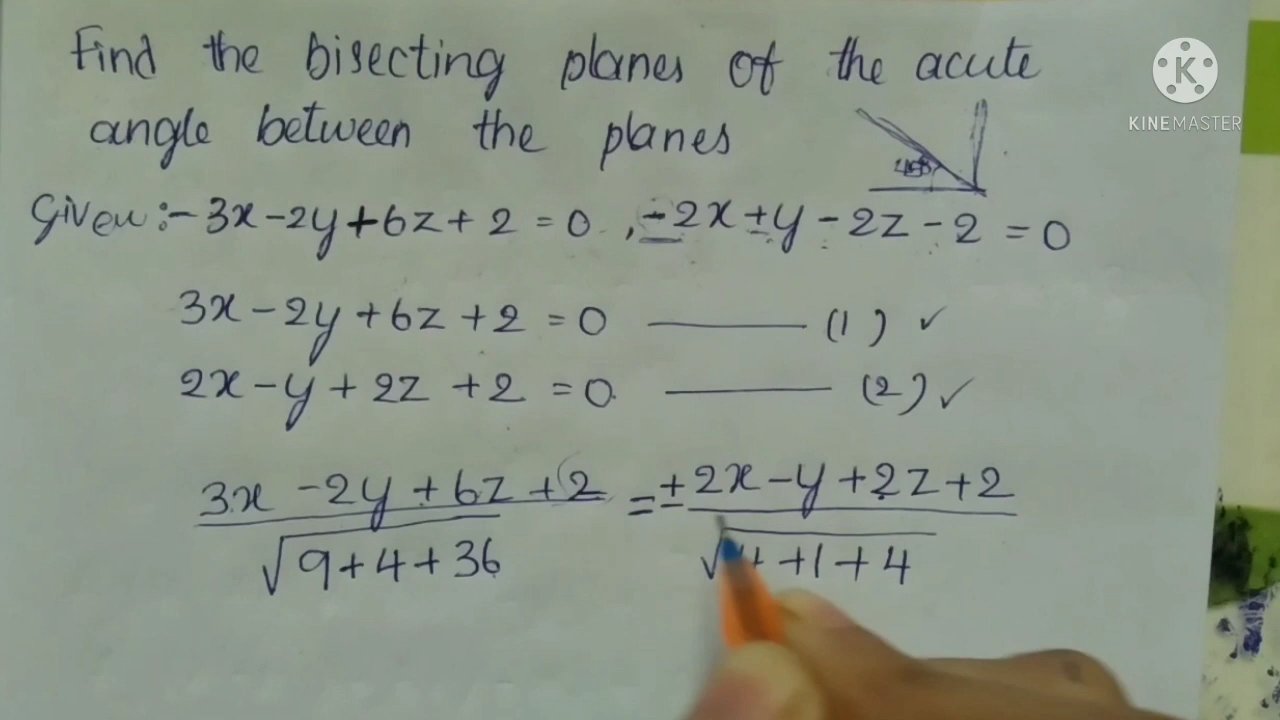 Find the bisecting planes of the acute
KINEMASTER
angle between the planes
Given:- 3x - 2y + 6z + 2 = 0 , - 2x + y - 2z - 2 = 0
3x - 2y + 6z + 2 = 0 ——— (1) ✓
2x - y + 2z + 2 = 0 ——— (2) ✓
3x - 2y + 6z + 2 = ± 2x - y + 2z + 2
√9 + 4 + 36 √4 + 1 + 4